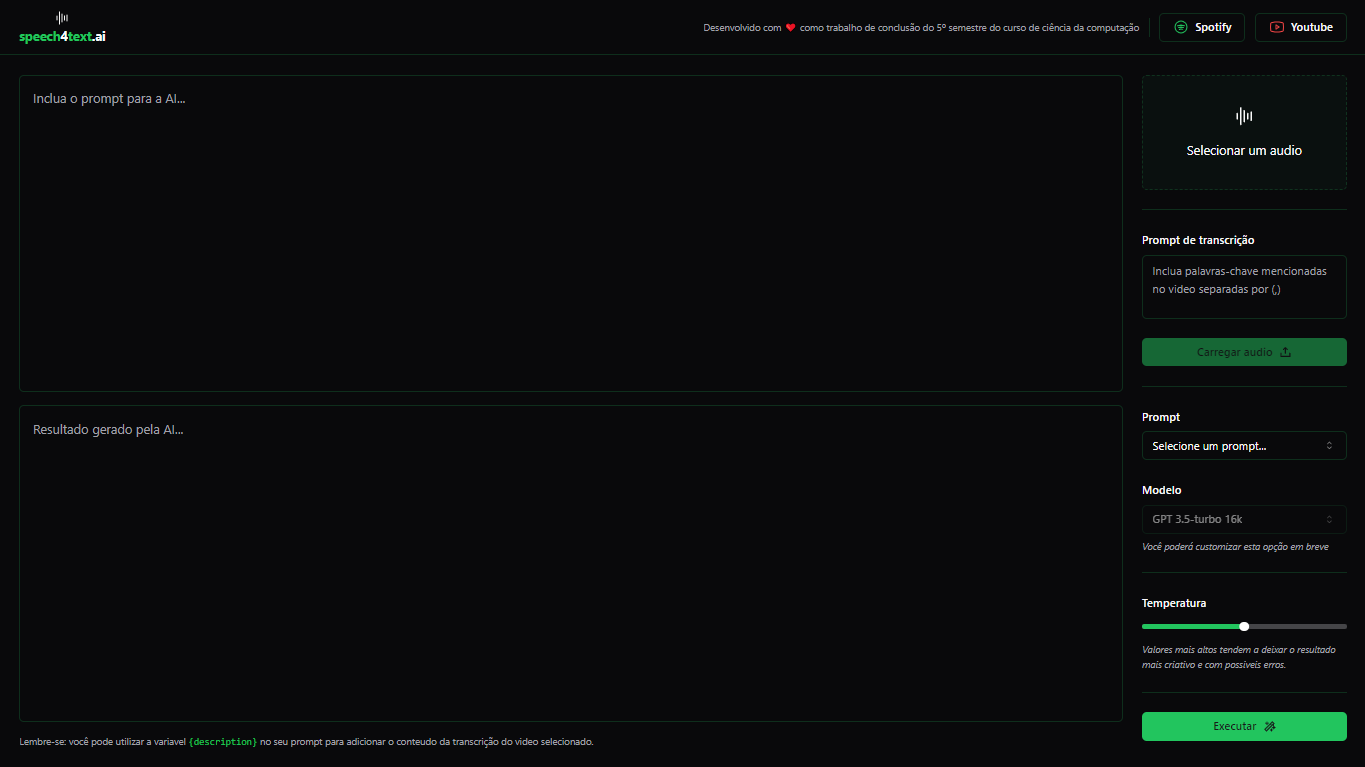 speech4text.ai
Desenvolvido com ❤ como trabalho de conclusão do 5º semestre do curso de ciência da computação
Spotify
Youtube
Inclua o prompt para a AI...
Resultado gerado pela AI...
Lembre-se: você pode utilizar a variavel {description} no seu prompt para adicionar o conteudo da transcrição do video selecionado.
Selecionar um audio
Prompt de transcrição
Inclua palavras-chave mencionadas
no video separadas por (,)
Carregar audio
Prompt
Selecione um prompt...
Modelo
GPT 3.5-turbo 16k
Você poderá customizar esta opção em breve
Temperatura
Valores mais altos tendem a deixar o resultado
mais criativo e com possiveis erros.
Executar